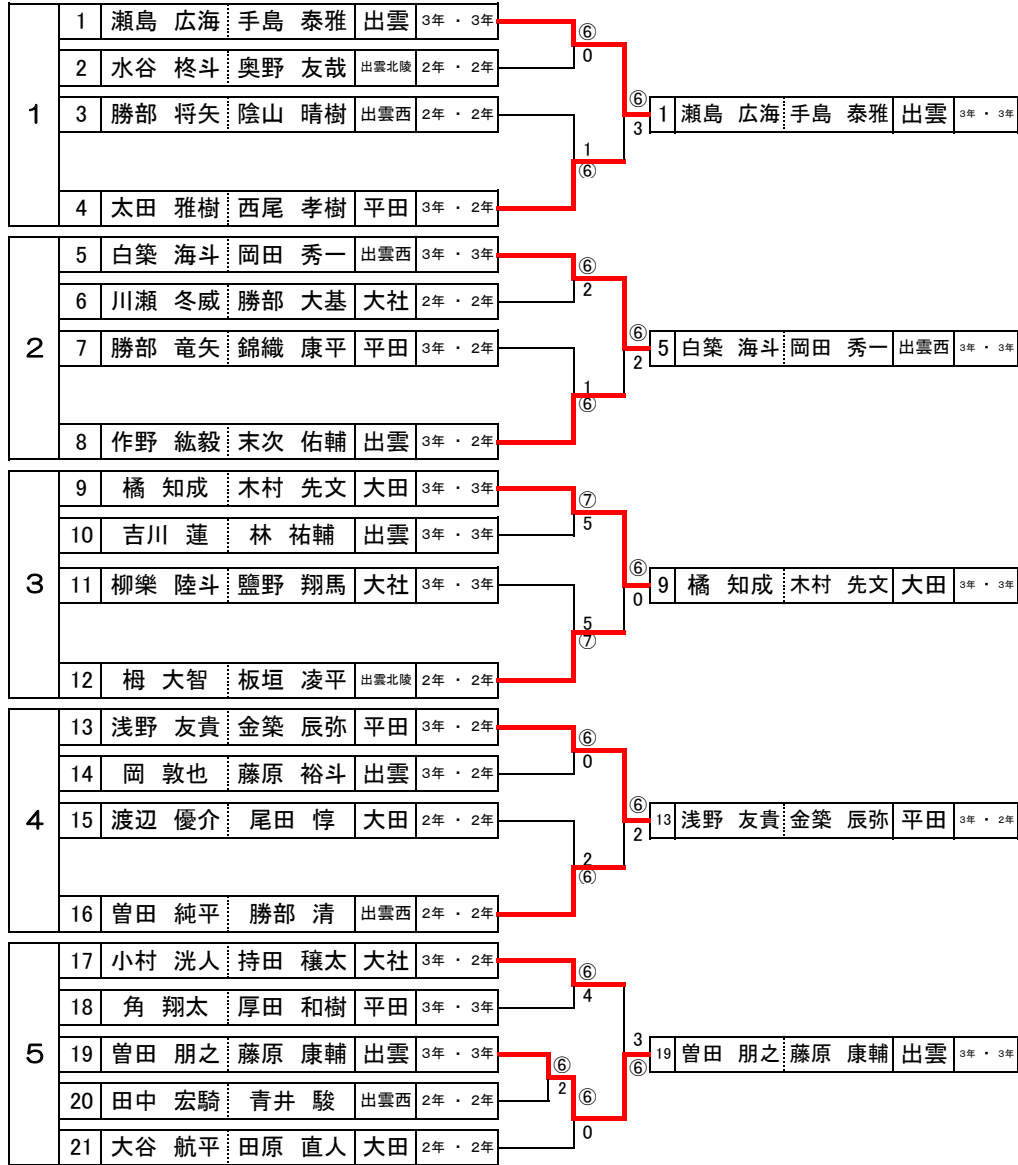 1 瀬島 広海 手島 泰雅 出雲 3年 ・ 3年
⑥
0
2 水谷 柊斗 奥野 友哉 出雲北陵 2年 ・ 2年
1
3 勝部 将矢 陰山 晴樹 出雲西 2年 ・ 2年
⑥
3
1 瀬島 広海 手島 泰雅 出雲 3年 ・ 3年
1
⑥
4 太田 雅樹 西尾 孝樹 平田 3年 ・ 2年
5 白築 海斗 岡田 秀一 出雲西 3年 ・ 3年
⑥
2
6 川瀬 冬威 勝部 大基 大社 2年 ・ 2年
2
7 勝部 竜矢 錦織 康平 平田 3年 ・ 2年
⑥
2
5 白築 海斗 岡田 秀一 出雲西 3年 ・ 3年
1
⑥
8 作野 紘毅 末次 佑輔 出雲 3年 ・ 2年
9 橘 知成 木村 先文 大田 3年 ・ 3年
⑦
5
10 吉川 蓮 林 祐輔 出雲 3年 ・ 3年
3
11 柳樂 陸斗 鹽野 翔馬 大社 3年 ・ 3年
⑥
0
9 橘 知成 木村 先文 大田 3年 ・ 3年
5
⑦
12 栂 大智 板垣 凌平 出雲北陵 2年 ・ 2年
13 浅野 友貴 金築 辰弥 平田 3年 ・ 2年
⑥
0
14 岡 敦也 藤原 裕斗 出雲 3年 ・ 2年
4
15 渡辺 優介 尾田 惇 大田 2年 ・ 2年
⑥
2
13 浅野 友貴 金築 辰弥 平田 3年 ・ 2年
2
⑥
16 曽田 純平 勝部 清 出雲西 2年 ・ 2年
17 小村 洸人 持田 穣太 大社 3年 ・ 2年
⑥
4
18 角 翔太 厚田 和樹 平田 3年 ・ 3年
5
19 曽田 朋之 藤原 康輔 出雲 3年 ・ 3年
3
⑥
19 曽田 朋之 藤原 康輔 出雲 3年 ・ 3年
⑥
2
20 田中 宏騎 青井 駿 出雲西 2年 ・ 2年
⑥
0
21 大谷 航平 田原 直人 大田 2年 ・ 2年